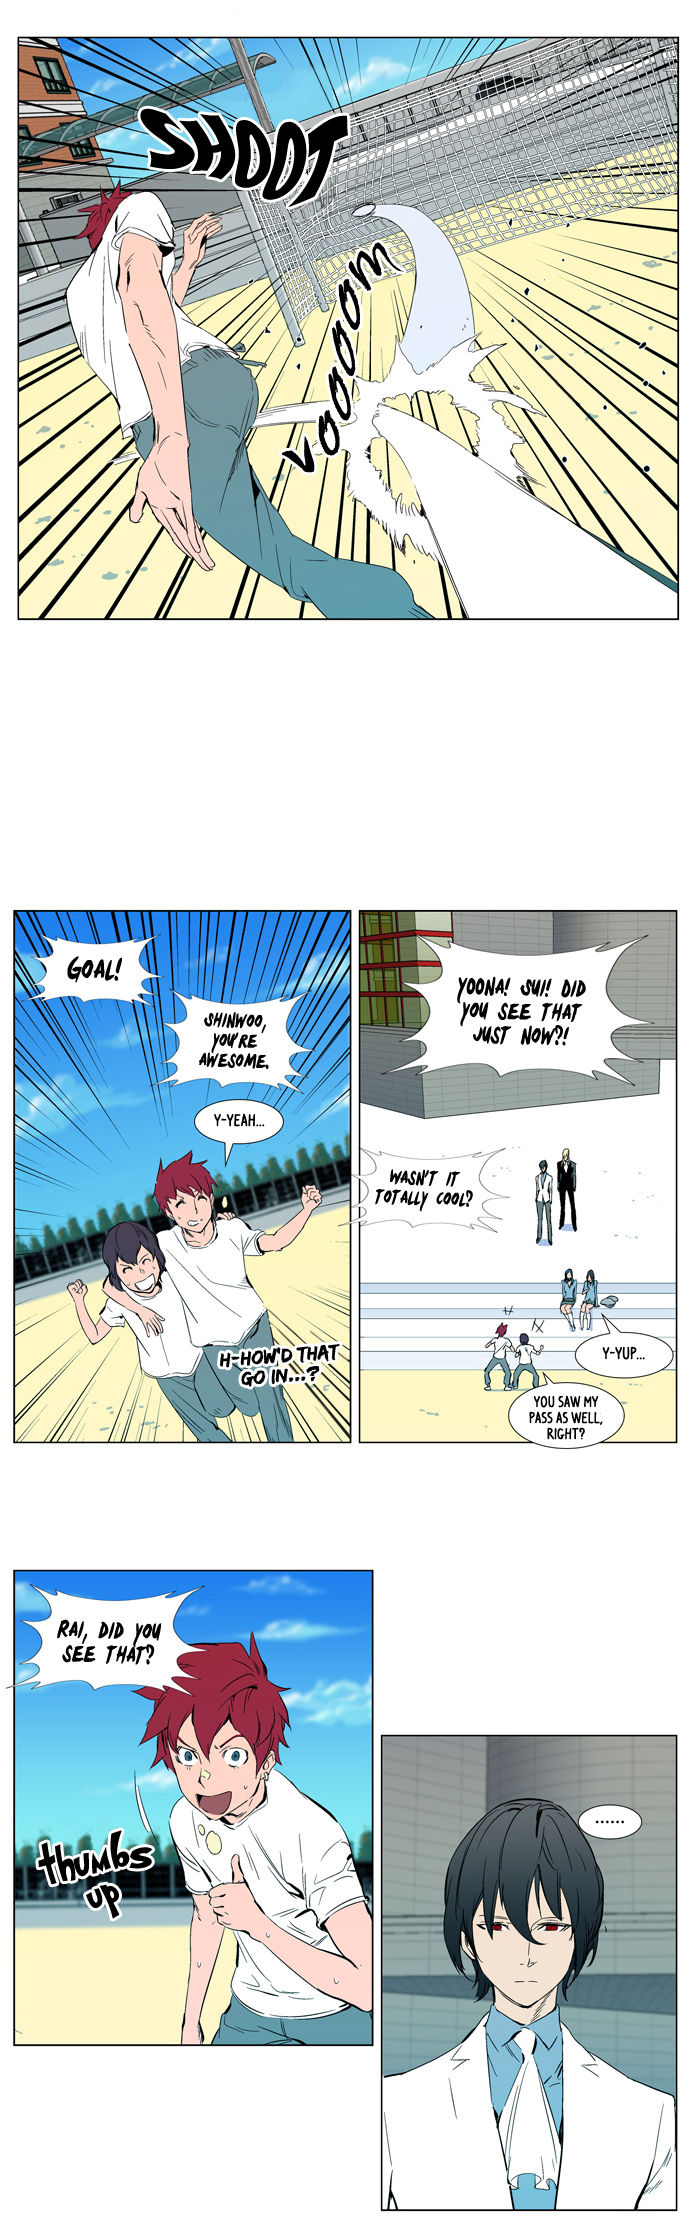 SHOOT
VOOOOOM
GOAL!
SHINWOO,
YOU'RE
AWESOME.
Y-YEAH...
H-HOW'D THAT
GO IN...?
YOONA! SUI! DID
YOU SEE THAT
JUST NOW?!
WASN'T IT
TOTALLY COOL?
Y-YUP...
YOU SAW MY
PASS AS WELL,
RIGHT?
RAI, DID YOU
SEE THAT?
thumbs
up
......